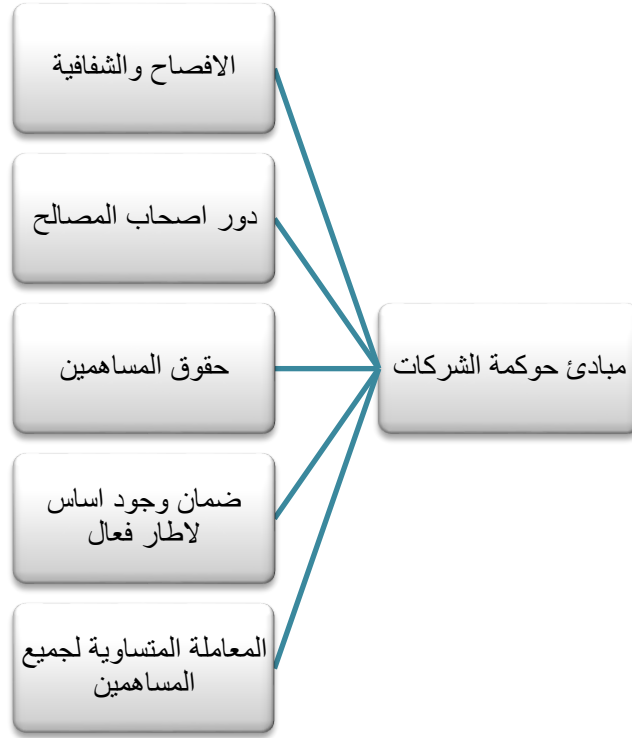 مبادئ حوكمة الشركات
الافصاح والشفافية
دور اصحاب المصالح
حقوق المساهمين
ضمان وجود اساس
لاطار فعال
المعاملة المتساوية لجميع
المساهمين